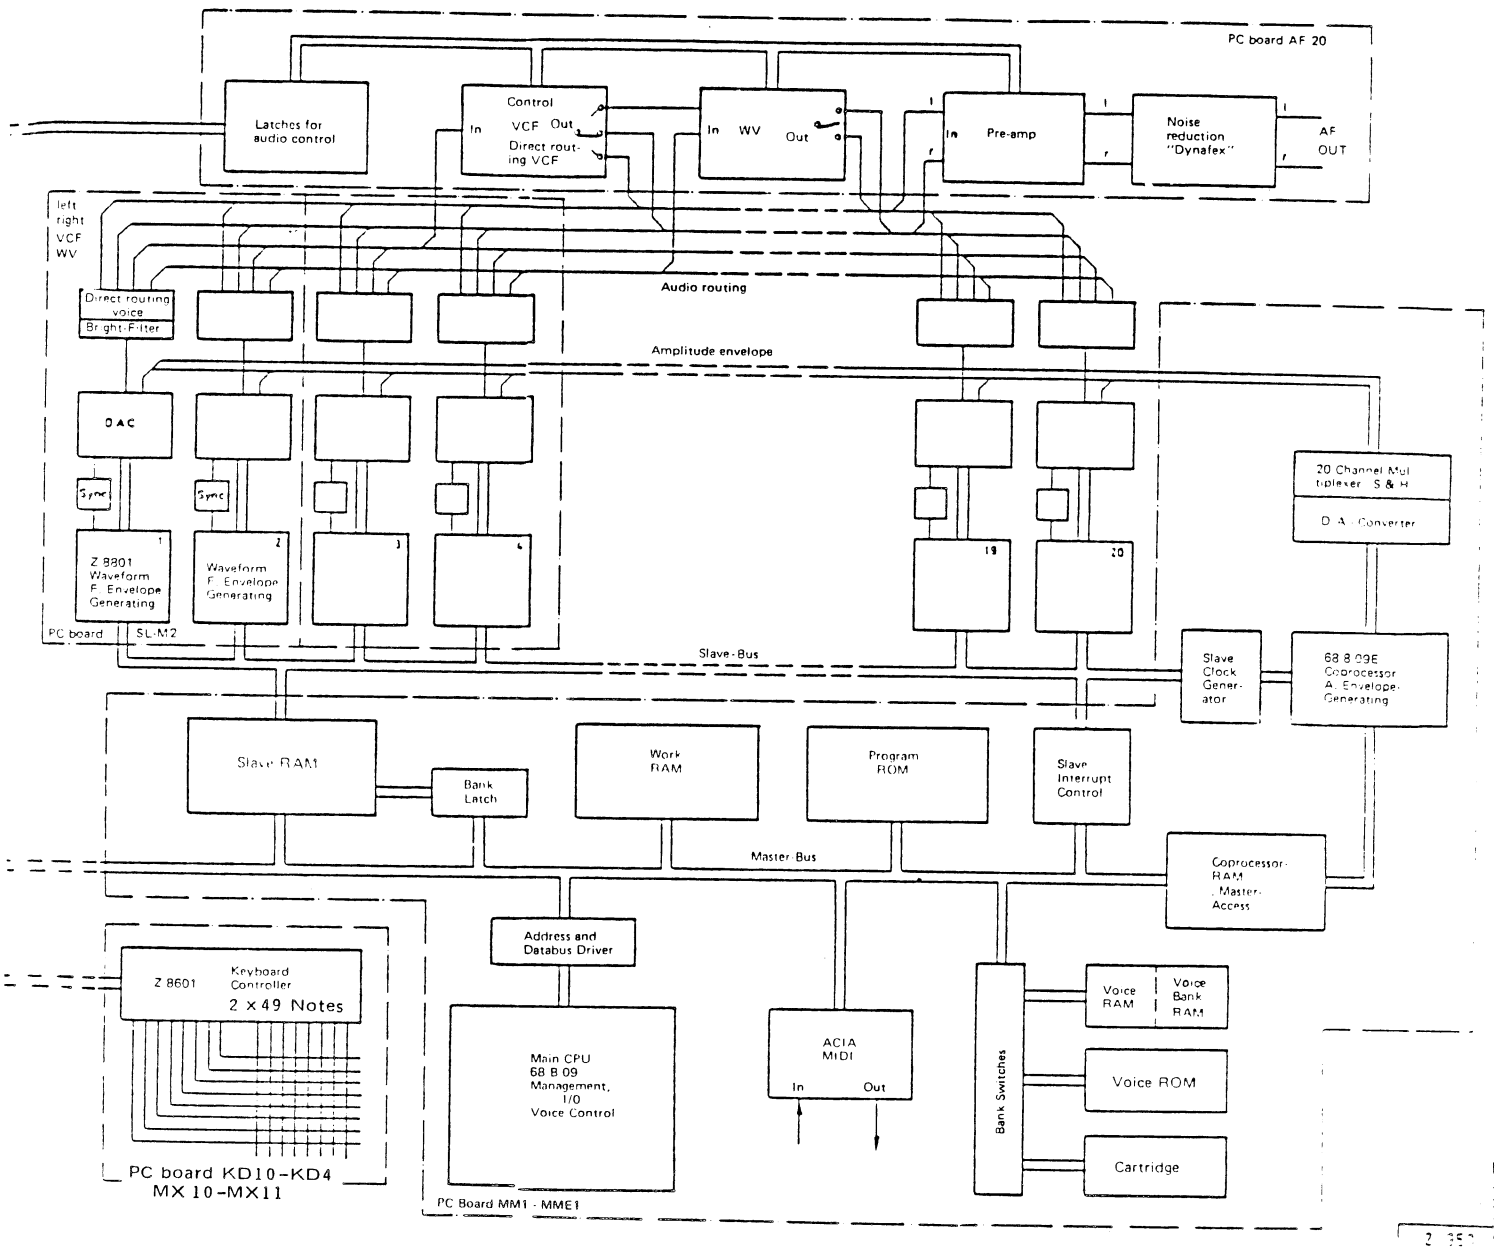 PC board AF 20
Latches for
audio control
Control
In
VCF Out
Direct rout-
ing VCF
In WV
Out
l
In Pre-amp
r
l
r
Noise
reduction
"Dynafex"
l
r
AF
OUT
left
right
VCF
WV
Audio routing
Direct routing
voice
Bright-Filter
Amplitude envelope
DAC
Sync
Sync
20 Channel Mul
tiplexer S & H
D A - Converter
1
Z 8801
Waveform
F. Envelope
Generating
2
Waveform
F. Envelope
Generating
3
4
19
20
PC board SL-M2
Slave-Bus
Slave
Clock
Gener-
ator
68 B 09E
Coprocessor
A. Envelope-
Generating
Slave RAM
Bank
Latch
Work
RAM
Program
ROM
Slave
Interrupt
Control
Master-Bus
Coprocessor-
RAM
Master-
Access
Address and
Databus Driver
Z 8601
Keyboard
Controller
2 x 49 Notes
PC board KD10-KD4
MX 10-MX11
Main CPU
68 B 09
Management,
I/O
Voice Control
ACIA
MIDI
In Out
Bank Switches
Voice
RAM
Voice
Bank
RAM
Voice ROM
Cartridge
PC Board MM1 - MME1